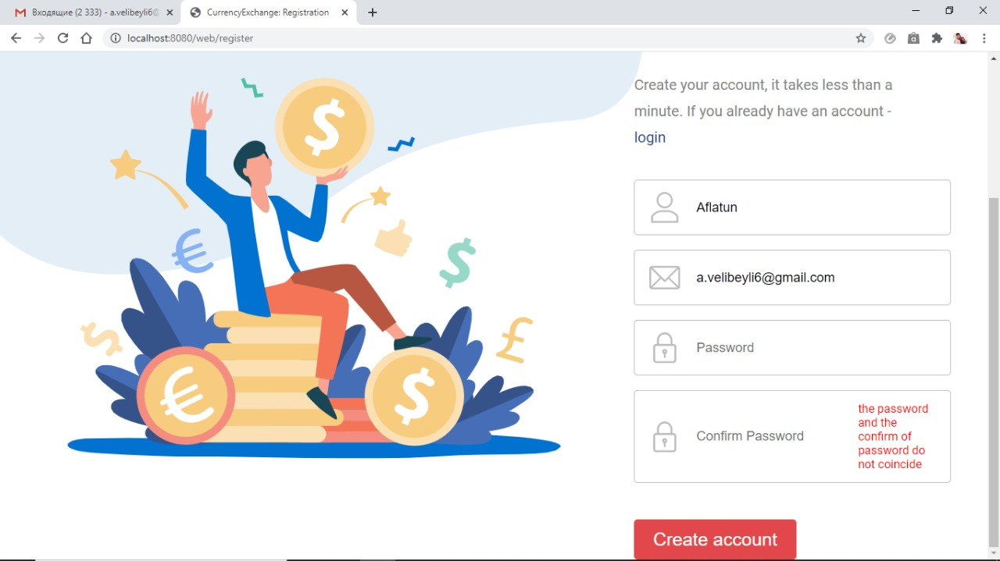 Входящие (2 333) - a.velibeyli6@
CurrencyExchange: Registration
localhost:8080/web/register
Create your account, it takes less than a
minute. If you already have an account -
login
Aflatun
a.velibeyli6@gmail.com
Password
Confirm Password
the password
and the
confirm of
password do
not coincide
Create account